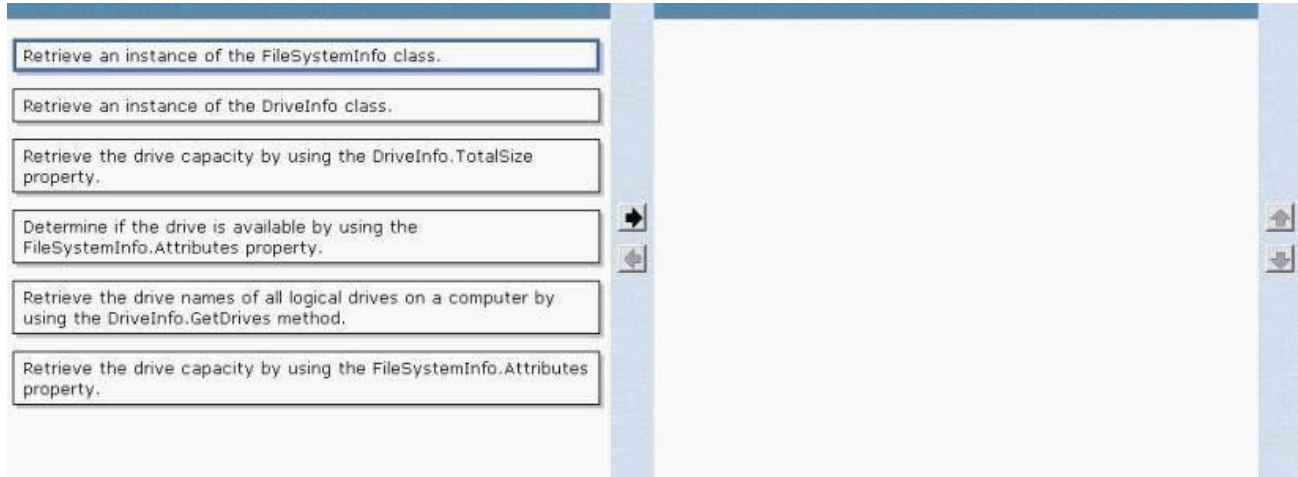 Retrieve an instance of the FileSystemInfo class.
Retrieve an instance of the DriveInfo class.
Retrieve the drive capacity by using the DriveInfo.TotalSize
property.
Determine if the drive is available by using the
FileSystemInfo.Attributes property.
Retrieve the drive names of all logical drives on a computer by
using the DriveInfo.GetDrives method.
Retrieve the drive capacity by using the FileSystemInfo.Attributes
property.